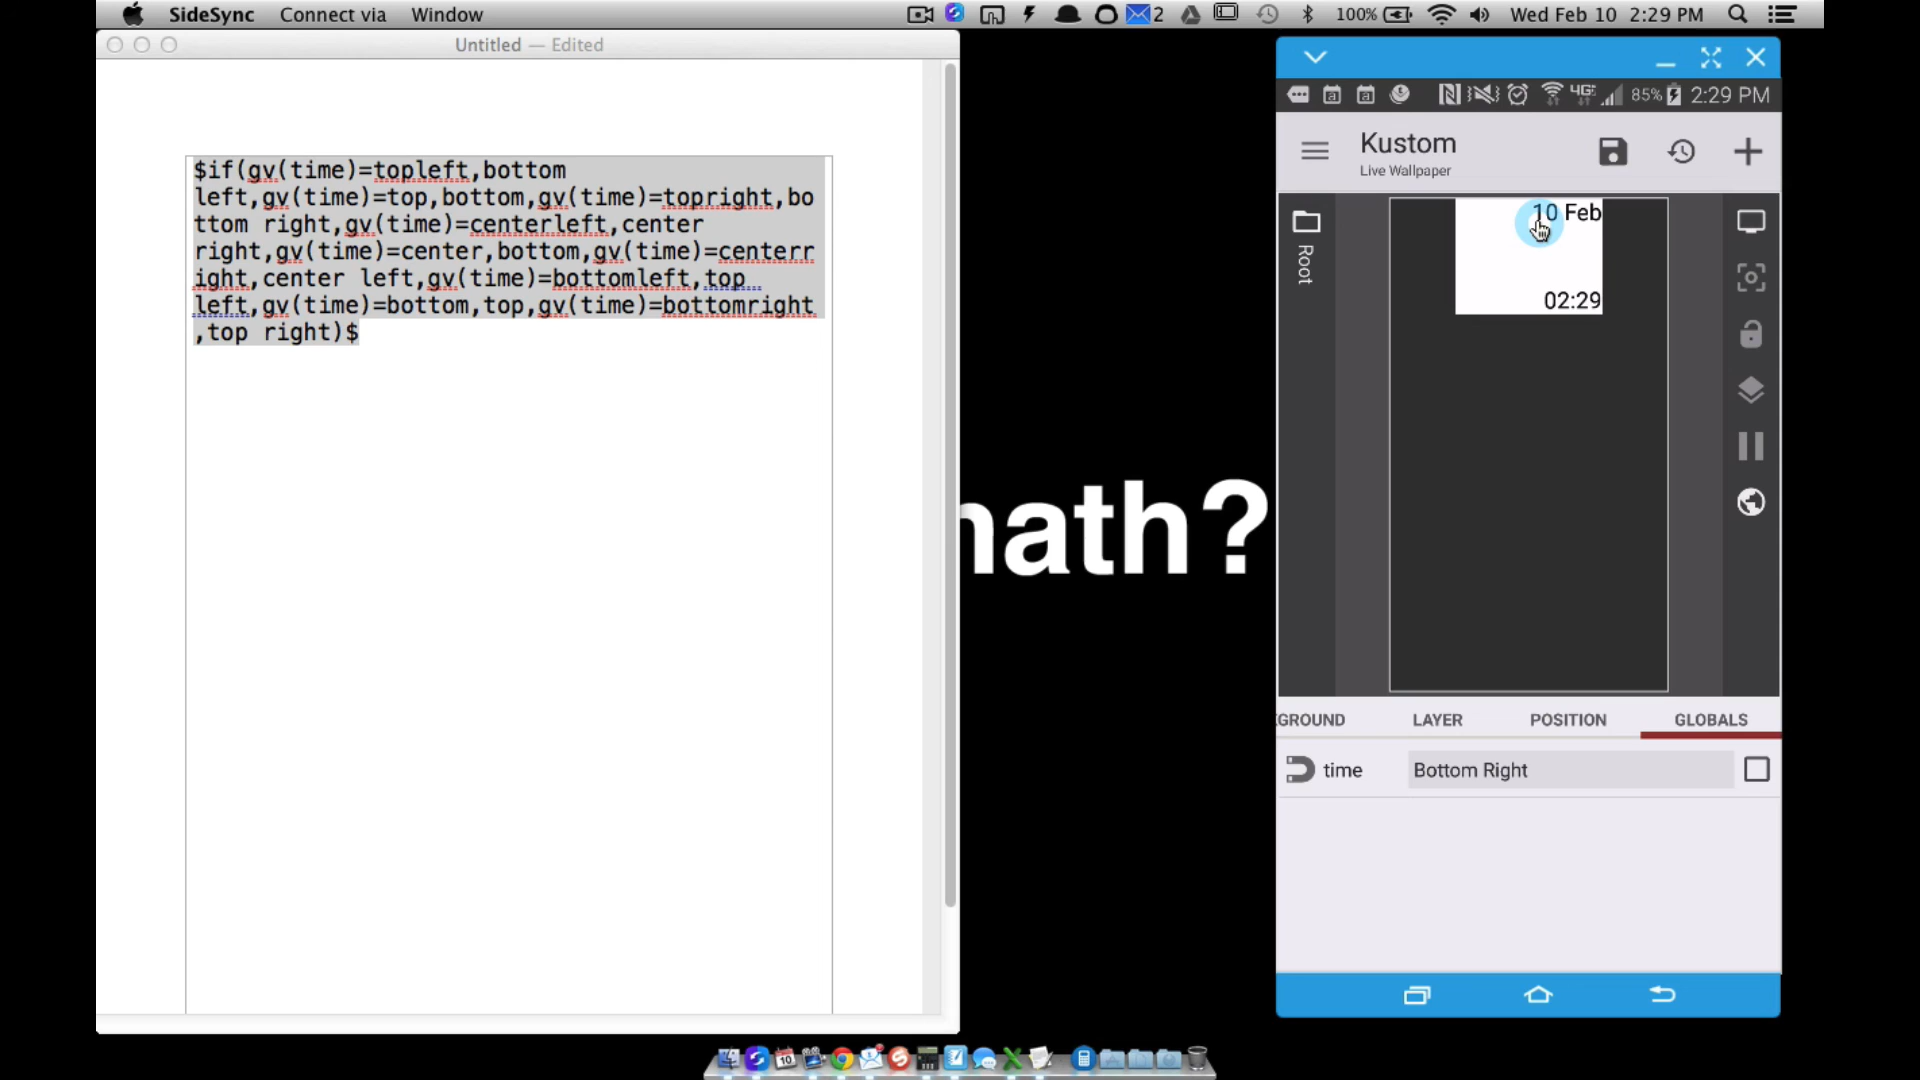 SideSync Connect via Window
2 100% Wed Feb 10 2:29 PM
Untitled — Edited
$if(gv(time)=topleft,bottom
left,gv(time)=top,bottom,gv(time)=topright,bo
ttom right,gv(time)=centerleft,center
right,gv(time)=center,bottom,gv(time)=centerr
ight,center left,gv(time)=bottomleft,top
left,gv(time)=bottom,top,gv(time)=bottomright
,top right)$
nath?
4G 85% 2:29 PM
Kustom
Live Wallpaper
Root
10 Feb
02:29
GROUND LAYER POSITION GLOBALS
time Bottom Right
10